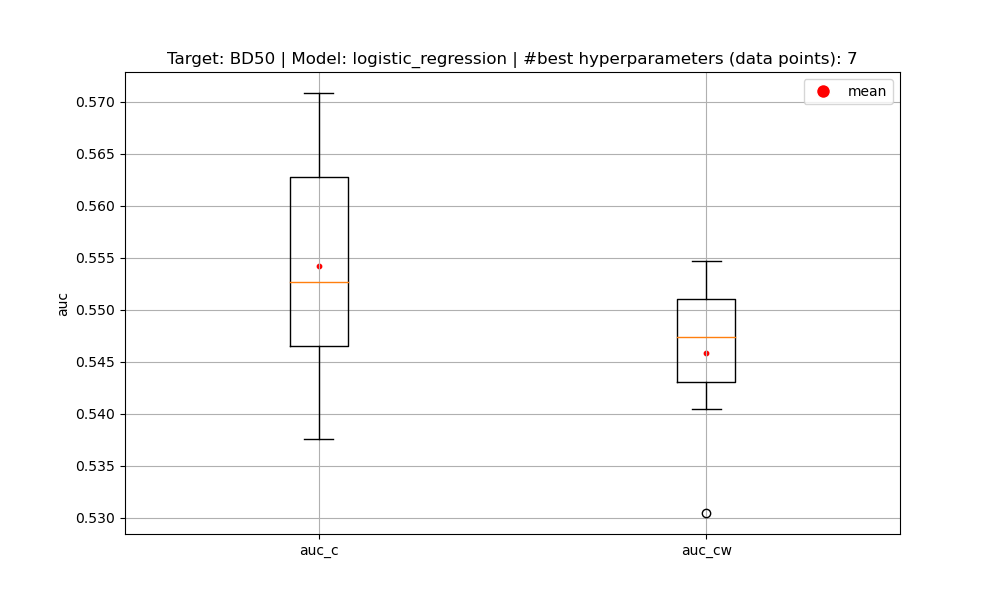 Target: BD50 | Model: logistic_regression | #best hyperparameters (data points): 7
mean
0.570
0.565
0.560
0.555
0.550
0.545
0.540
0.535
0.530
auc
auc_c
auc_cw